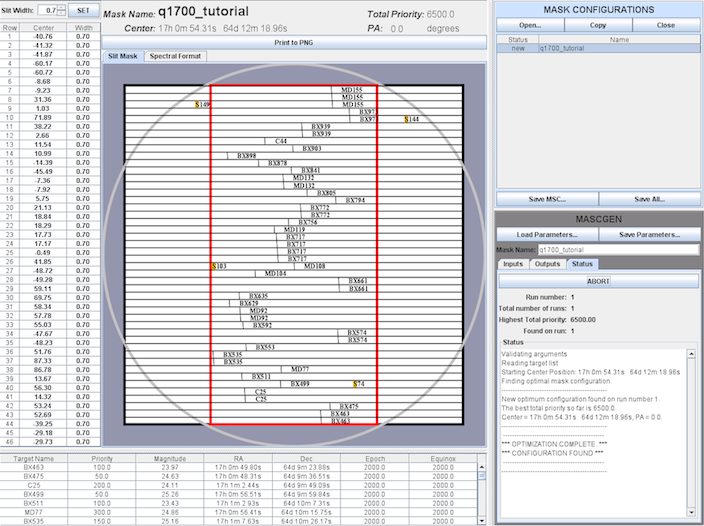 Slit Width: 0.7 SET
Mask Name: q1700_tutorial Total Priority: 6500.0
Center: 17h 0m 54.31s 64d 12m 18.96s PA: 0.0 degrees
Print to PNG
Slit Mask Spectral Format
Row Center Width
1 -40.76 0.70
2 -41.32 0.70
3 -41.87 0.70
4 -60.17 0.70
5 -60.72 0.70
6 -8.68 0.70
7 -9.23 0.70
8 31.36 0.70
9 1.03 0.70
10 71.89 0.70
11 38.22 0.70
12 2.66 0.70
13 11.54 0.70
14 10.99 0.70
15 -14.39 0.70
16 -45.49 0.70
17 -7.36 0.70
18 -7.92 0.70
19 5.75 0.70
20 21.13 0.70
21 18.84 0.70
22 18.29 0.70
23 17.73 0.70
24 17.17 0.70
25 -0.49 0.70
26 41.85 0.70
27 -48.72 0.70
28 -49.28 0.70
29 59.11 0.70
30 69.75 0.70
31 58.34 0.70
32 57.78 0.70
33 55.03 0.70
34 -47.67 0.70
35 -48.23 0.70
36 51.76 0.70
37 87.33 0.70
38 86.78 0.70
39 13.67 0.70
40 56.30 0.70
41 14.32 0.70
42 53.24 0.70
43 52.69 0.70
44 -39.25 0.70
45 -29.18 0.70
46 -29.73 0.70
MD155
MD155
S149 MD155
BX97
BX97 S144
BX939
BX939
C44
BX903
BX898
BX878
BX841
MD132
MD132
BX805
BX794
BX772
BX772
BX756
MD119
BX717
BX717
BX717
BX717
S103 MD108
MD104
BX661
BX661
BX635
BX629
MD92
MD92
BX592
BX574
BX574
BX553
BX535
BX535
MD77
BX511
BX499 S74
C25
C25
BX475
BX463
BX463
Target Name Priority Magnitude RA Dec Epoch Equinox
BX463 100.0 23.97 17h 0m 49.80s 64d 9m 23.88s 2000.0 2000.0
BX475 50.0 24.63 17h 0m 48.31s 64d 9m 36.51s 2000.0 2000.0
C25 200.0 24.11 17h 1m 2.44s 64d 9m 49.09s 2000.0 2000.0
BX499 50.0 25.26 17h 0m 56.51s 64d 9m 59.84s 2000.0 2000.0
BX511 100.0 23.43 17h 1m 2.93s 64d 10m 7.31s 2000.0 2000.0
MD77 300.0 24.86 17h 0m 56.41s 64d 10m 15.75s 2000.0 2000.0
BX535 150.0 25.16 17h 1m 7.63s 64d 10m 26.17s 2000.0 2000.0
MASK CONFIGURATIONS
Open... Copy Close
Status Name
new q1700_tutorial
Save MSC... Save All...
MASCGEN
Load Parameters... Save Parameters...
Mask Name: q1700_tutorial
Inputs Outputs Status
ABORT
Run number: 1
Total number of runs: 1
Highest Total priority: 6500.00
Found on run: 1
Status
Validating arguments
Reading target list
Starting Center Position: 17h 0m 54.31s 64d 12m 18.96s
Finding optimal mask configuration.
New optimum configuration found on run number 1.
The best total priority so far is 6500.0.
Center = 17h 0m 54.31s 64d 12m 18.96s, PA = 0.0.
*** OPTIMIZATION COMPLETE. ***
*** CONFIGURATION FOUND ***